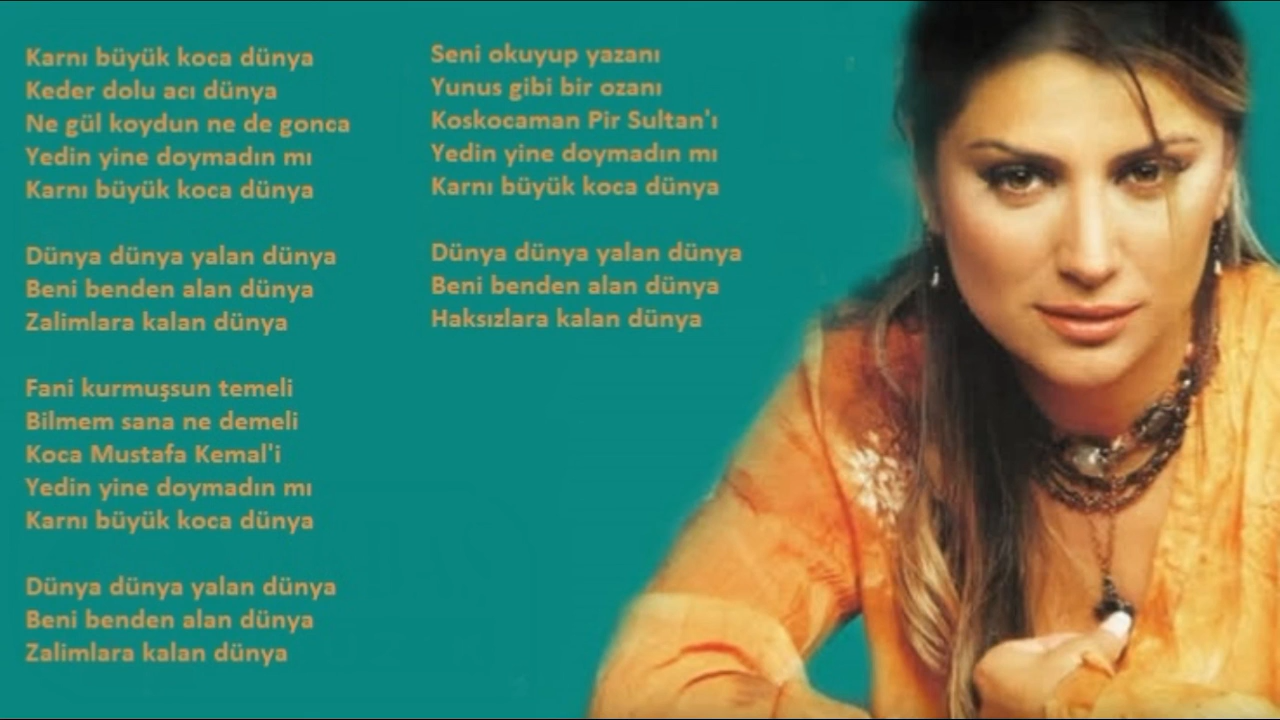 Karnı büyük koca dünya
Keder dolu acı dünya
Ne gül koydun ne de gonca
Yedin yine doymadın mı
Karnı büyük koca dünya
Dünya dünya yalan dünya
Beni benden alan dünya
Zalimlara kalan dünya
Fani kurmuşsun temeli
Bilmem sana ne demeli
Koca Mustafa Kemal'i
Yedin yine doymadın mı
Karnı büyük koca dünya
Dünya dünya yalan dünya
Beni benden alan dünya
Zalimlara kalan dünya
Seni okuyup yazanı
Yunus gibi bir ozanı
Koskocaman Pir Sultan'ı
Yedin yine doymadın mı
Karnı büyük koca dünya
Dünya dünya yalan dünya
Beni benden alan dünya
Haksızlara kalan dünya